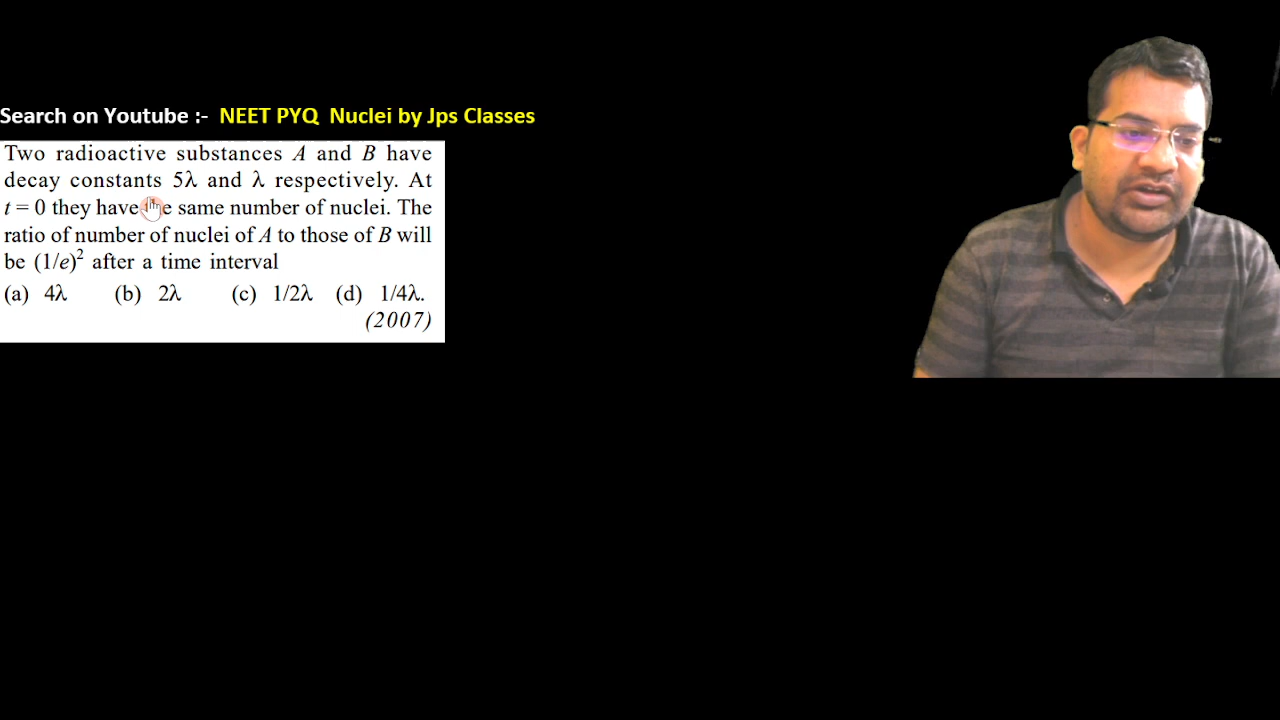 Search on Youtube :- NEET PYQ Nuclei by Jps Classes
Two radioactive substances A and B have
decay constants 5λ and λ respectively. At
t = 0 they have the same number of nuclei. The
ratio of number of nuclei of A to those of B will
be (1/e)² after a time interval
(a) 4λ (b) 2λ (c) 1/2λ (d) 1/4λ.
(2007)